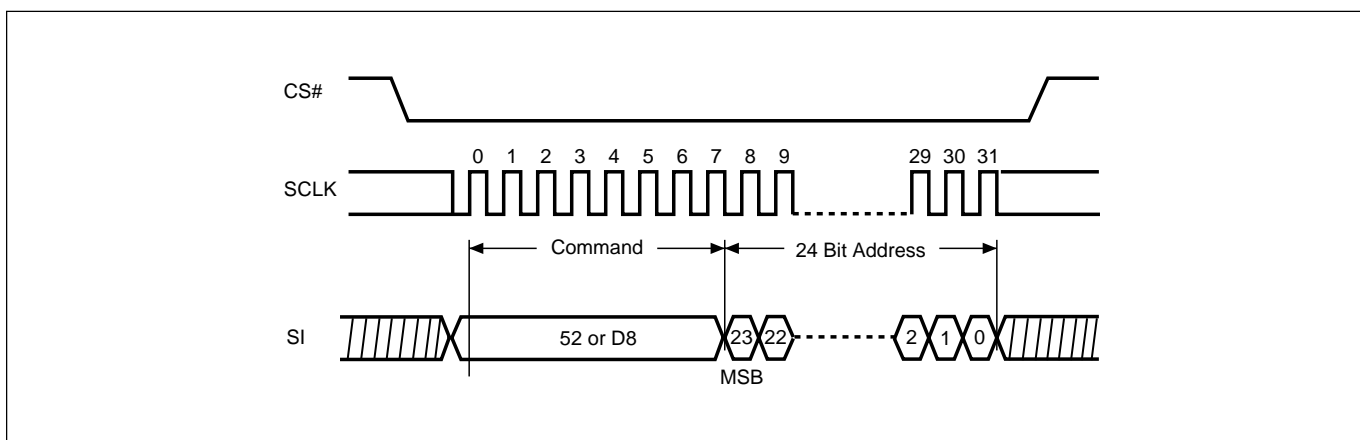 CS#
0 1 2 3 4 5 6 7 8 9 29 30 31
SCLK
Command 24 Bit Address
SI 52 or D8 23 22 2 1 0
MSB